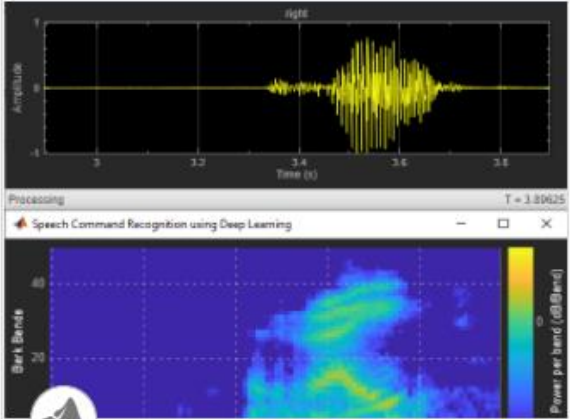 right
1
0
-1
Amplitude
3
3.2
3.4
3.6
3.8
Time (s)
Processing
T = 3.89625
Speech Command Recognition using Deep Learning
40
20
Bark Bands
0
Power per band (dB/Band)